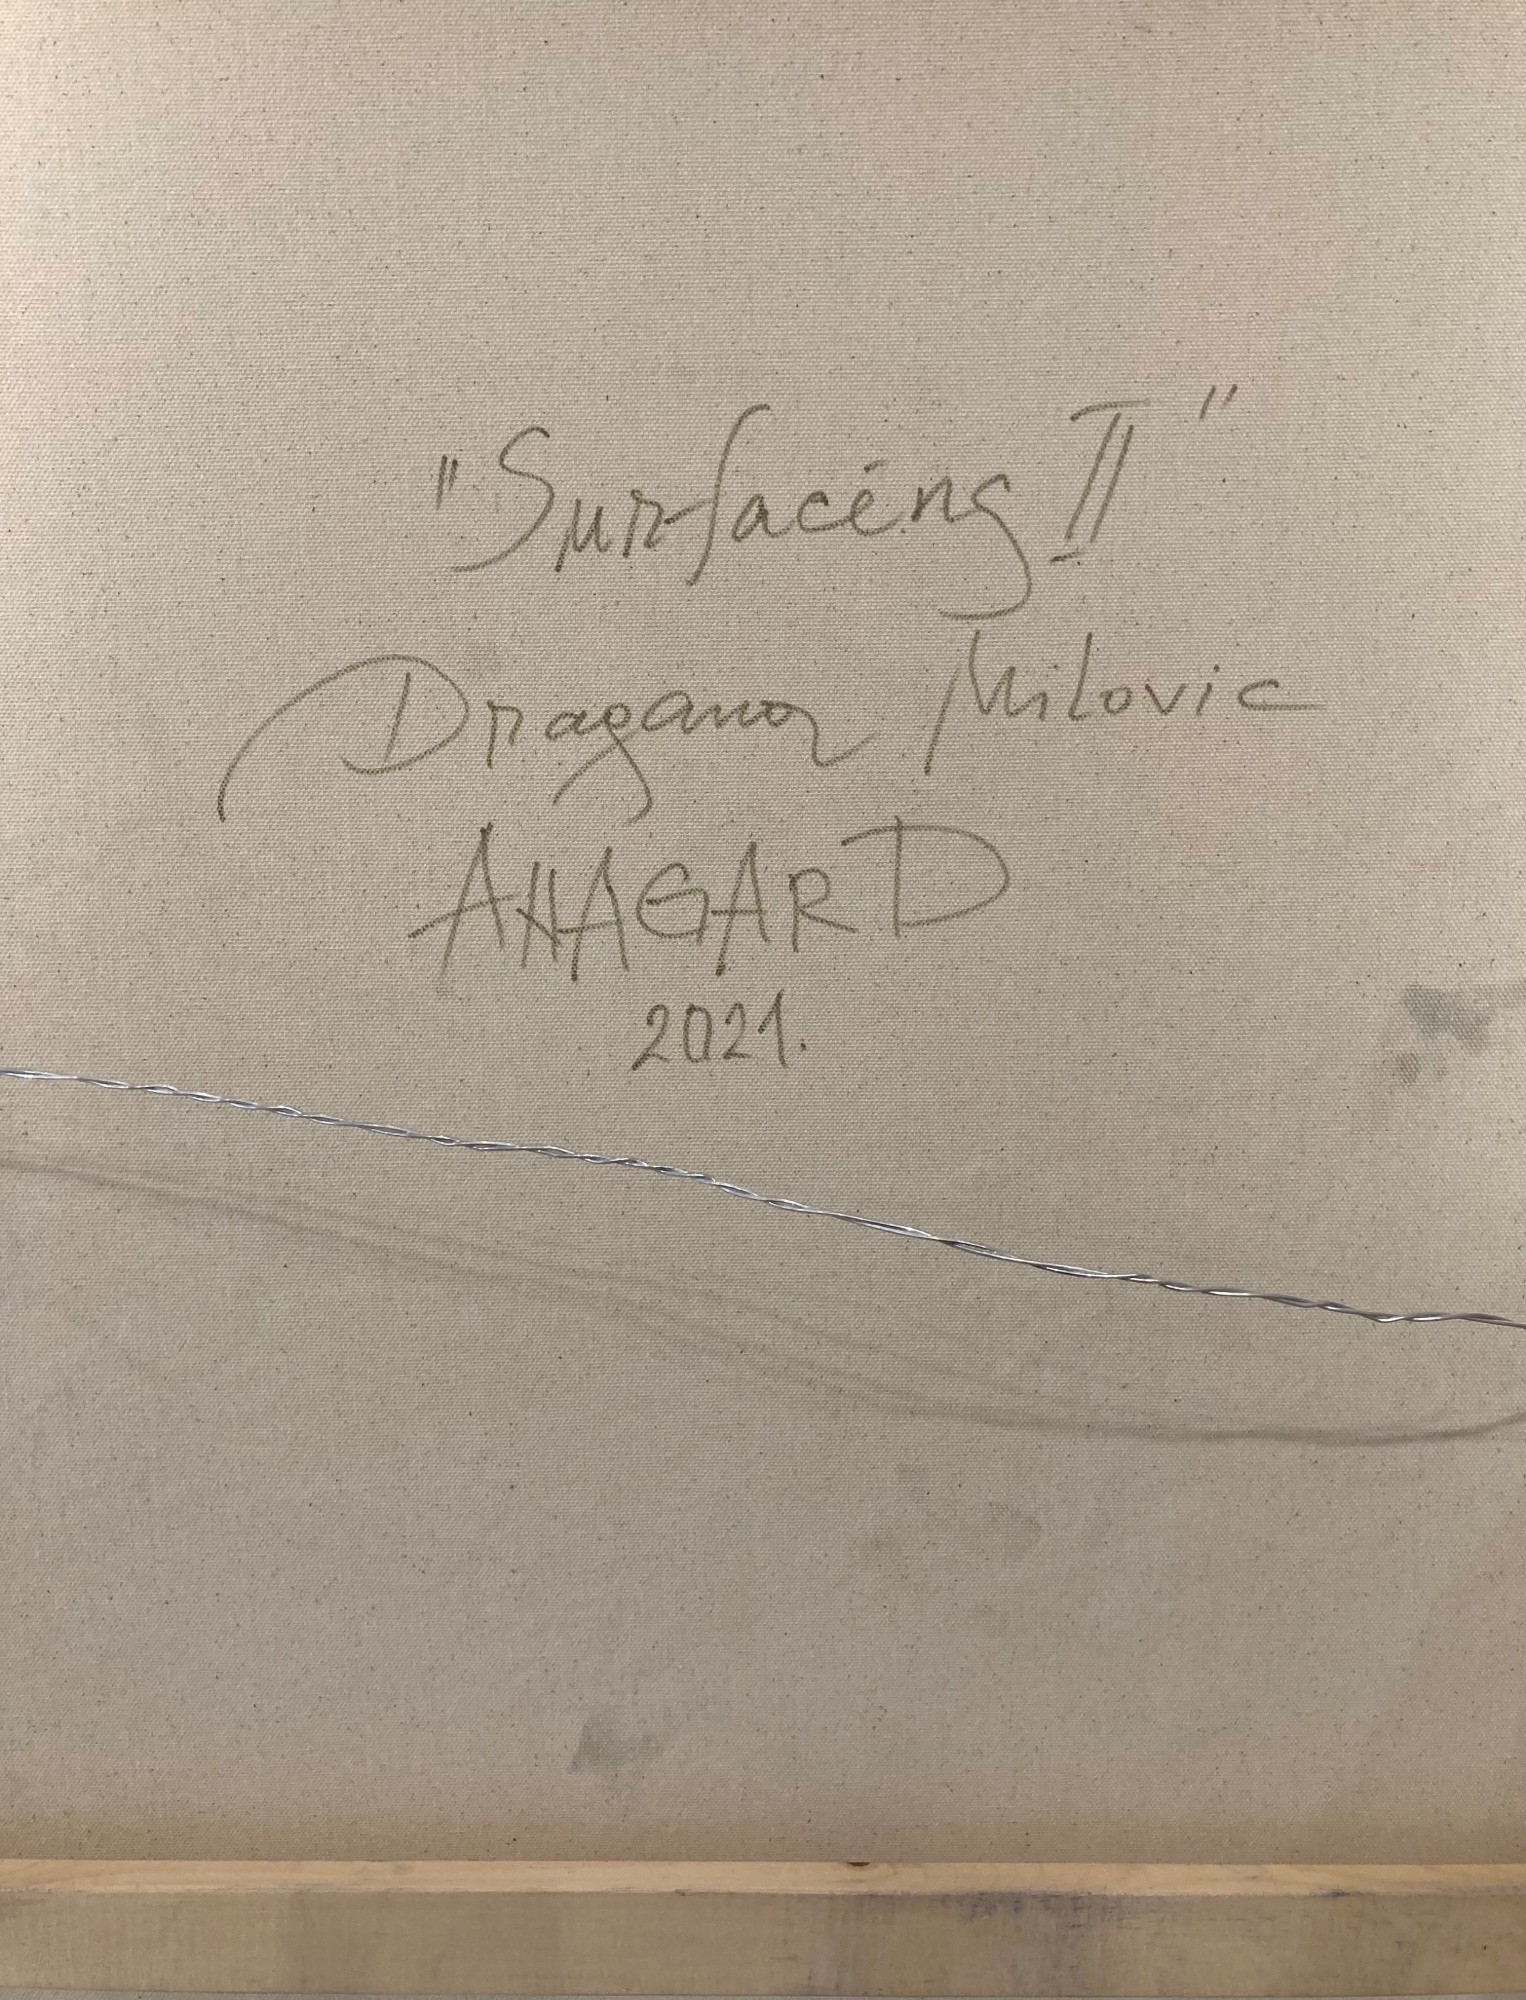 "Surfacing II"
Dragana Milovic
ANAGARD
2021.